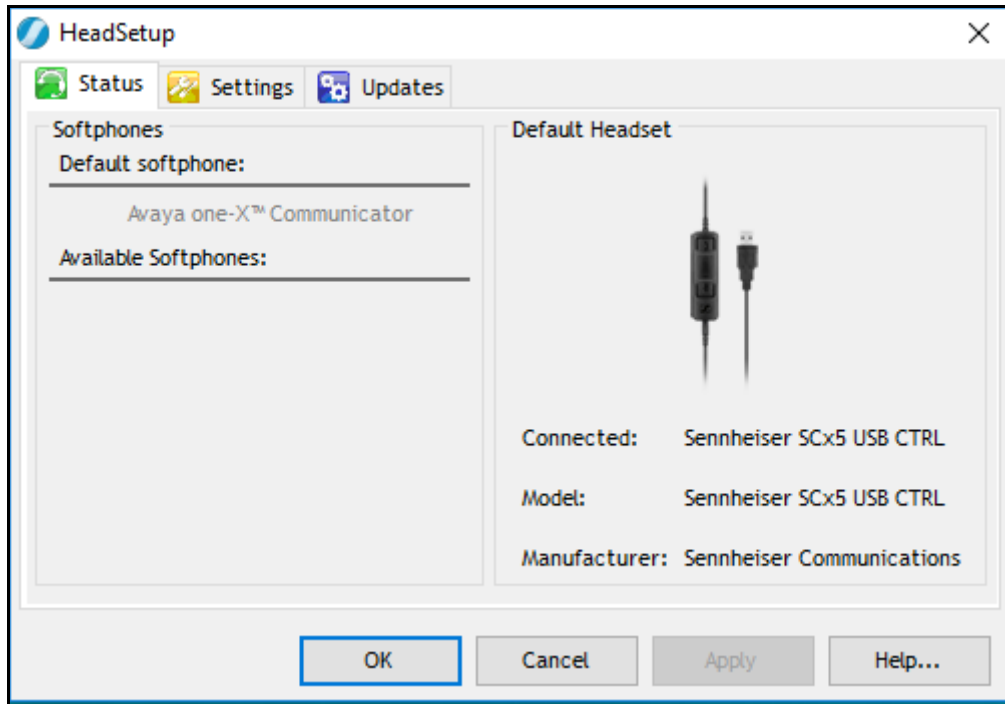 HeadSetup
Status Settings Updates
Softphones
Default softphone:
Avaya one-X™ Communicator
Available Softphones:
Default Headset
Connected: Sennheiser SCx5 USB CTRL
Model: Sennheiser SCx5 USB CTRL
Manufacturer: Sennheiser Communications
OK Cancel Apply Help...